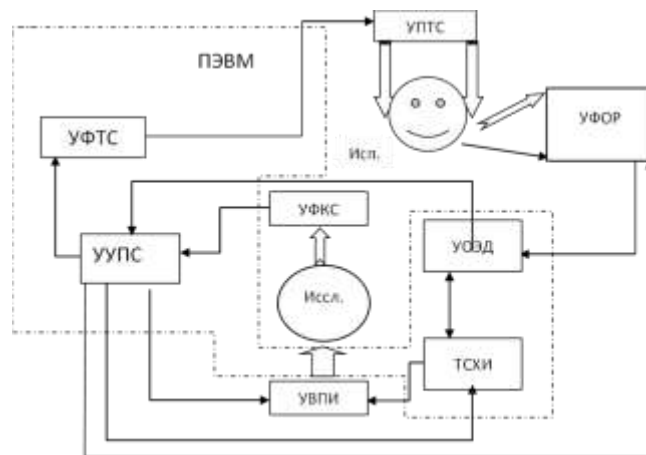 УПТС
ПЭВМ
УФОР
УФТС
Исп.
УФКС
УУПС
УОЭД
Иссл.
ТСХИ
УВПИ